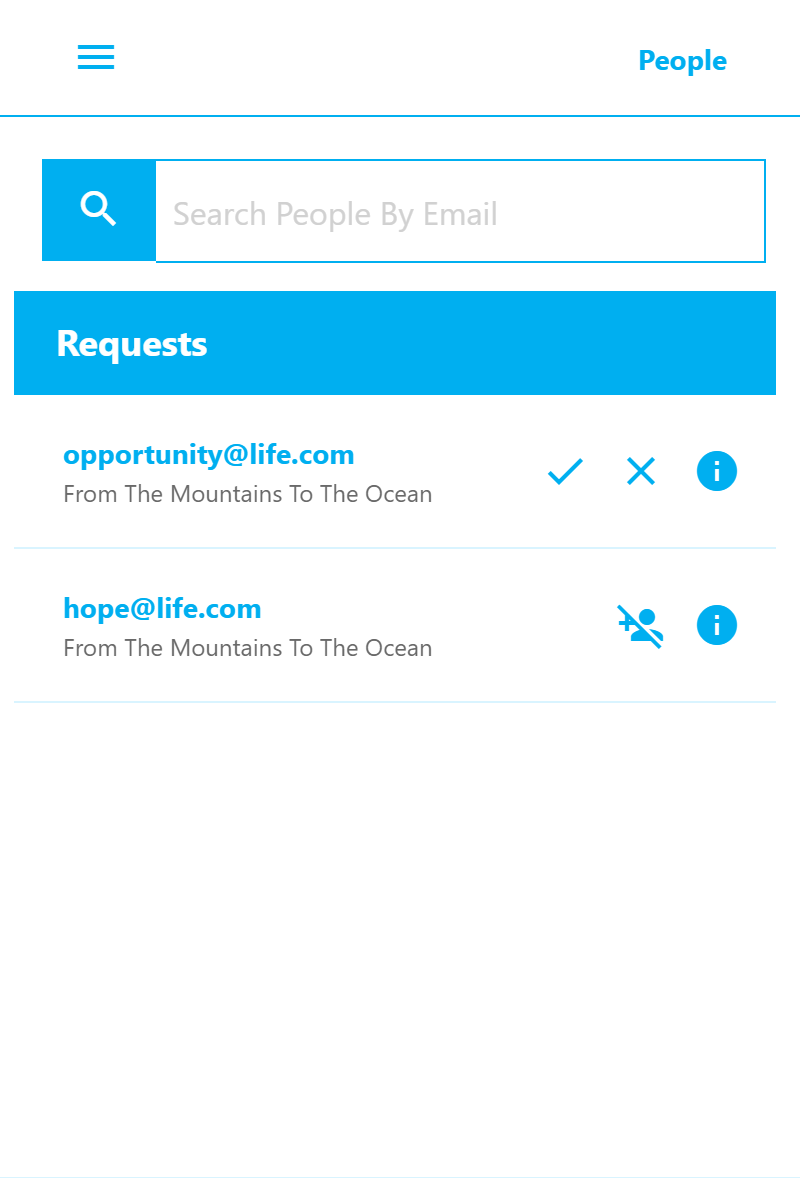 People
Search People By Email
Requests
opportunity@life.com
From The Mountains To The Ocean
hope@life.com
From The Mountains To The Ocean